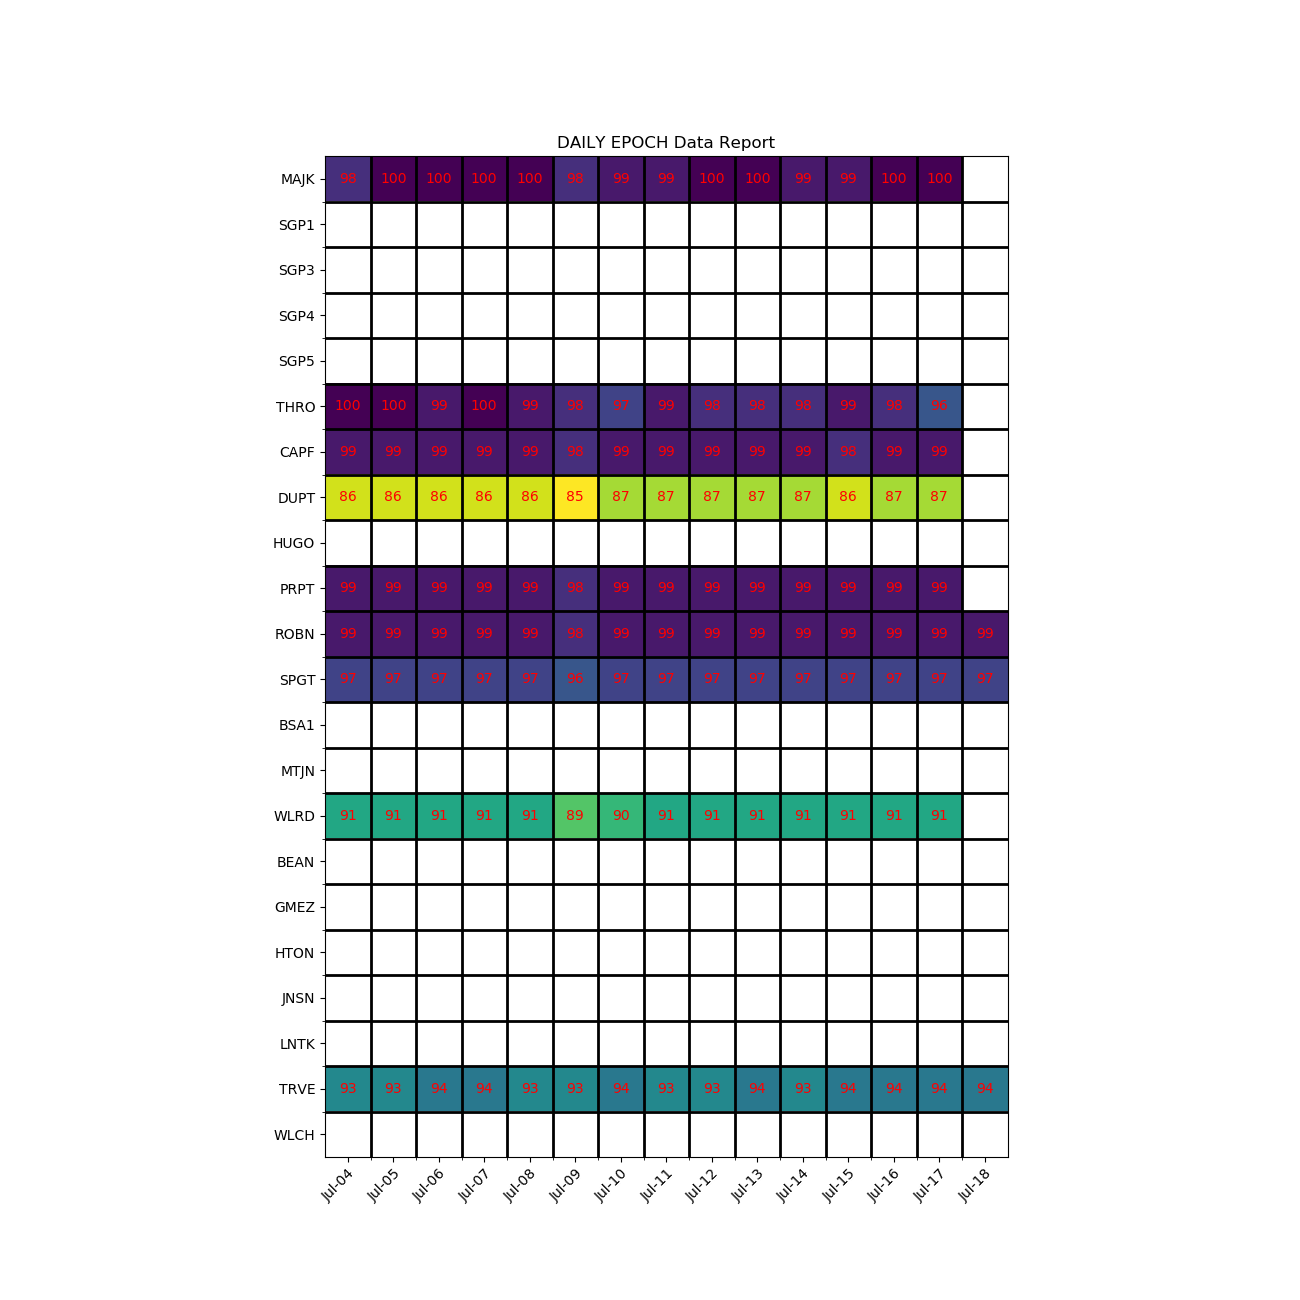 DAILY EPOCH Data Report
MAJK 98 100 100 100 100 98 99 99 100 100 99 99 100 100
SGP1
SGP3
SGP4
SGP5
THRO 100 100 99 100 99 98 97 99 98 98 98 99 98 96
CAPF 99 99 99 99 99 98 99 99 99 99 99 98 99 99
DUPT 86 86 86 86 86 85 87 87 87 87 87 86 87 87
HUGO
PRPT 99 99 99 99 99 98 99 99 99 99 99 99 99 99
ROBN 99 99 99 99 99 98 99 99 99 99 99 99 99 99 99
SPGT 97 97 97 97 97 96 97 97 97 97 97 97 97 97 97
BSA1
MTJN
WLRD 91 91 91 91 91 89 90 91 91 91 91 91 91 91
BEAN
GMEZ
HTON
JNSN
LNTK
TRVE 93 93 94 94 93 93 94 93 93 94 93 94 94 94 94
WLCH
Jul-04 Jul-05 Jul-06 Jul-07 Jul-08 Jul-09 Jul-10 Jul-11 Jul-12 Jul-13 Jul-14 Jul-15 Jul-16 Jul-17 Jul-18